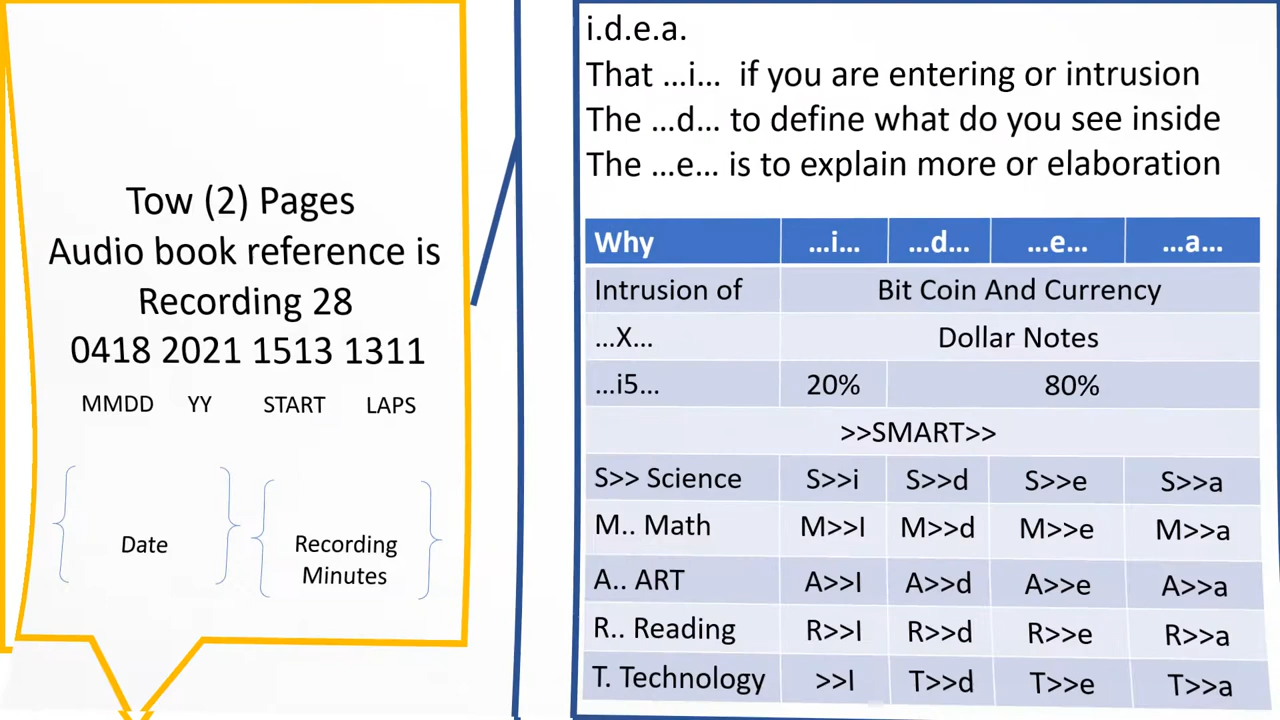 Tow (2) Pages
Audio book reference is
Recording 28
0418 2021 1513 1311
MMDD YY START LAPS
Date
Recording
Minutes
i.d.e.a.
That ...i... if you are entering or intrusion
The ...d... to define what do you see inside
The ...e... is to explain more or elaboration
Why ...i... ...d... ...e... ...a...
Intrusion of Bit Coin And Currency
...X... Dollar Notes
...i5... 20% 80%
>>SMART>>
S>> Science S>>i S>>d S>>e S>>a
M.. Math M>>I M>>d M>>e M>>a
A.. ART A>>I A>>d A>>e A>>a
R.. Reading R>>I R>>d R>>e R>>a
T. Technology >>I T>>d T>>e T>>a